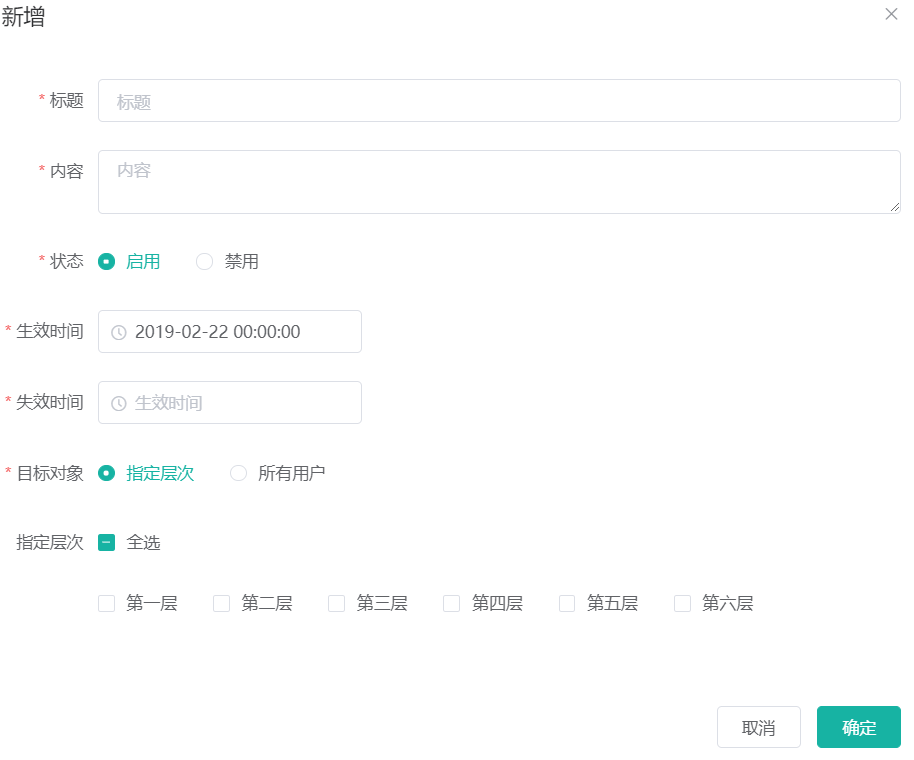 新增
* 标题 标题
* 内容 内容
* 状态 启用 禁用
* 生效时间 2019-02-22 00:00:00
* 失效时间 生效时间
* 目标对象 指定层次 所有用户
指定层次 全选
第一层 第二层 第三层 第四层 第五层 第六层
取消 确定